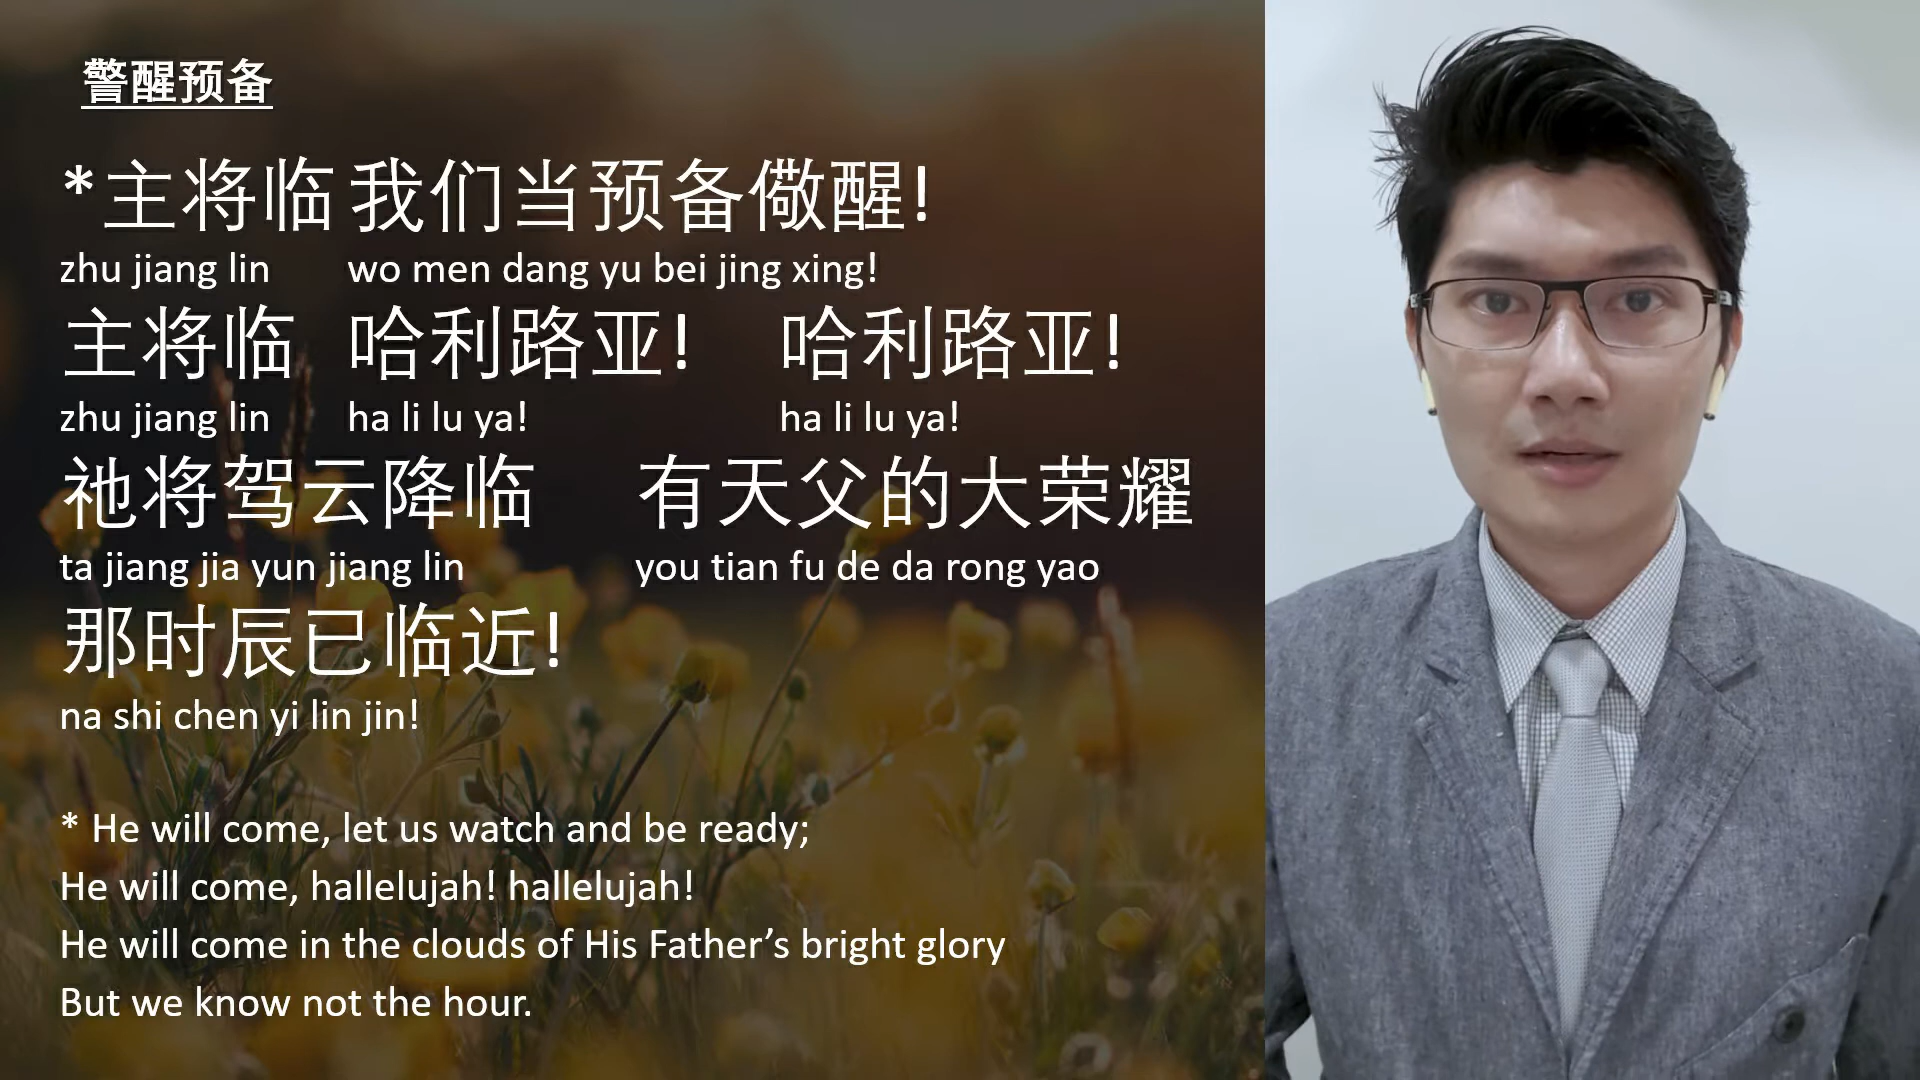 警醒预备
*主将临 我们当预备儆醒!
zhu jiang lin wo men dang yu bei jing xing!
主将临 哈利路亚! 哈利路亚!
zhu jiang lin ha li lu ya! ha li lu ya!
祂将驾云降临 有天父的大荣耀
ta jiang jia yun jiang lin you tian fu de da rong yao
那时辰已临近!
na shi chen yi lin jin!
* He will come, let us watch and be ready;
He will come, hallelujah! hallelujah!
He will come in the clouds of His Father’s bright glory
But we know not the hour.